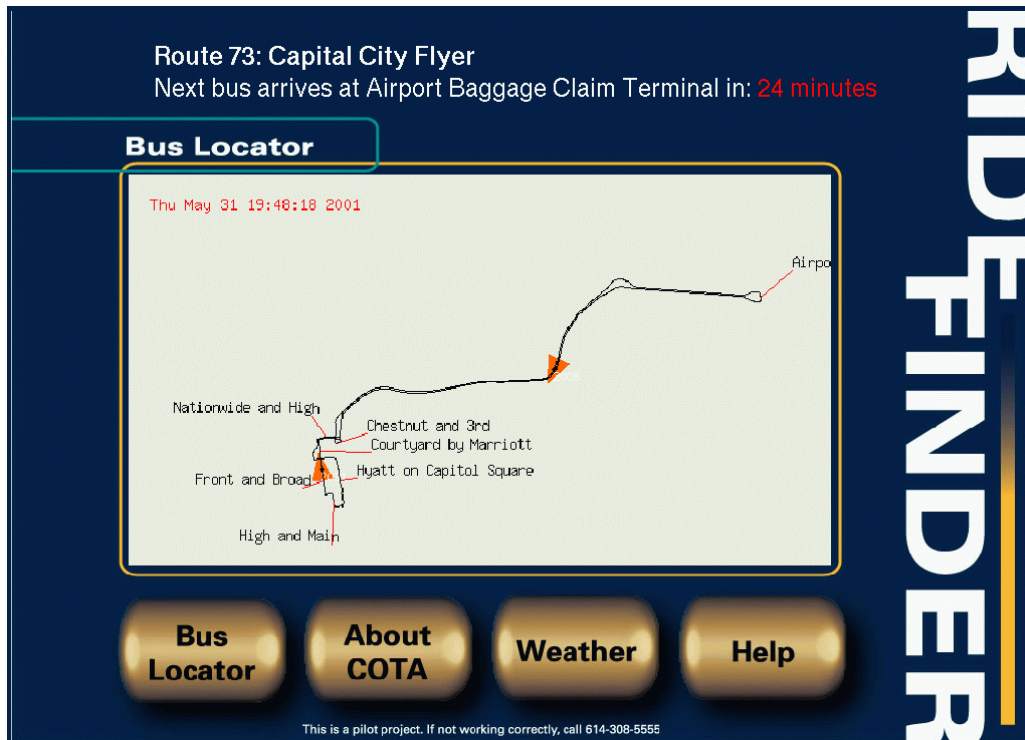 Route 73: Capital City Flyer
Next bus arrives at Airport Baggage Claim Terminal in: 24 minutes
Bus Locator
Thu May 31 19:48:18 2001
Airpo
Nationwide and High
Chestnut and 3rd
Courtyard by Marriott
Hyatt on Capitol Square
Front and Broad
High and Main
Bus
Locator
About
COTA
Weather
Help
This is a pilot project. If not working correctly, call 614-308-5555
RIDE
FINDER